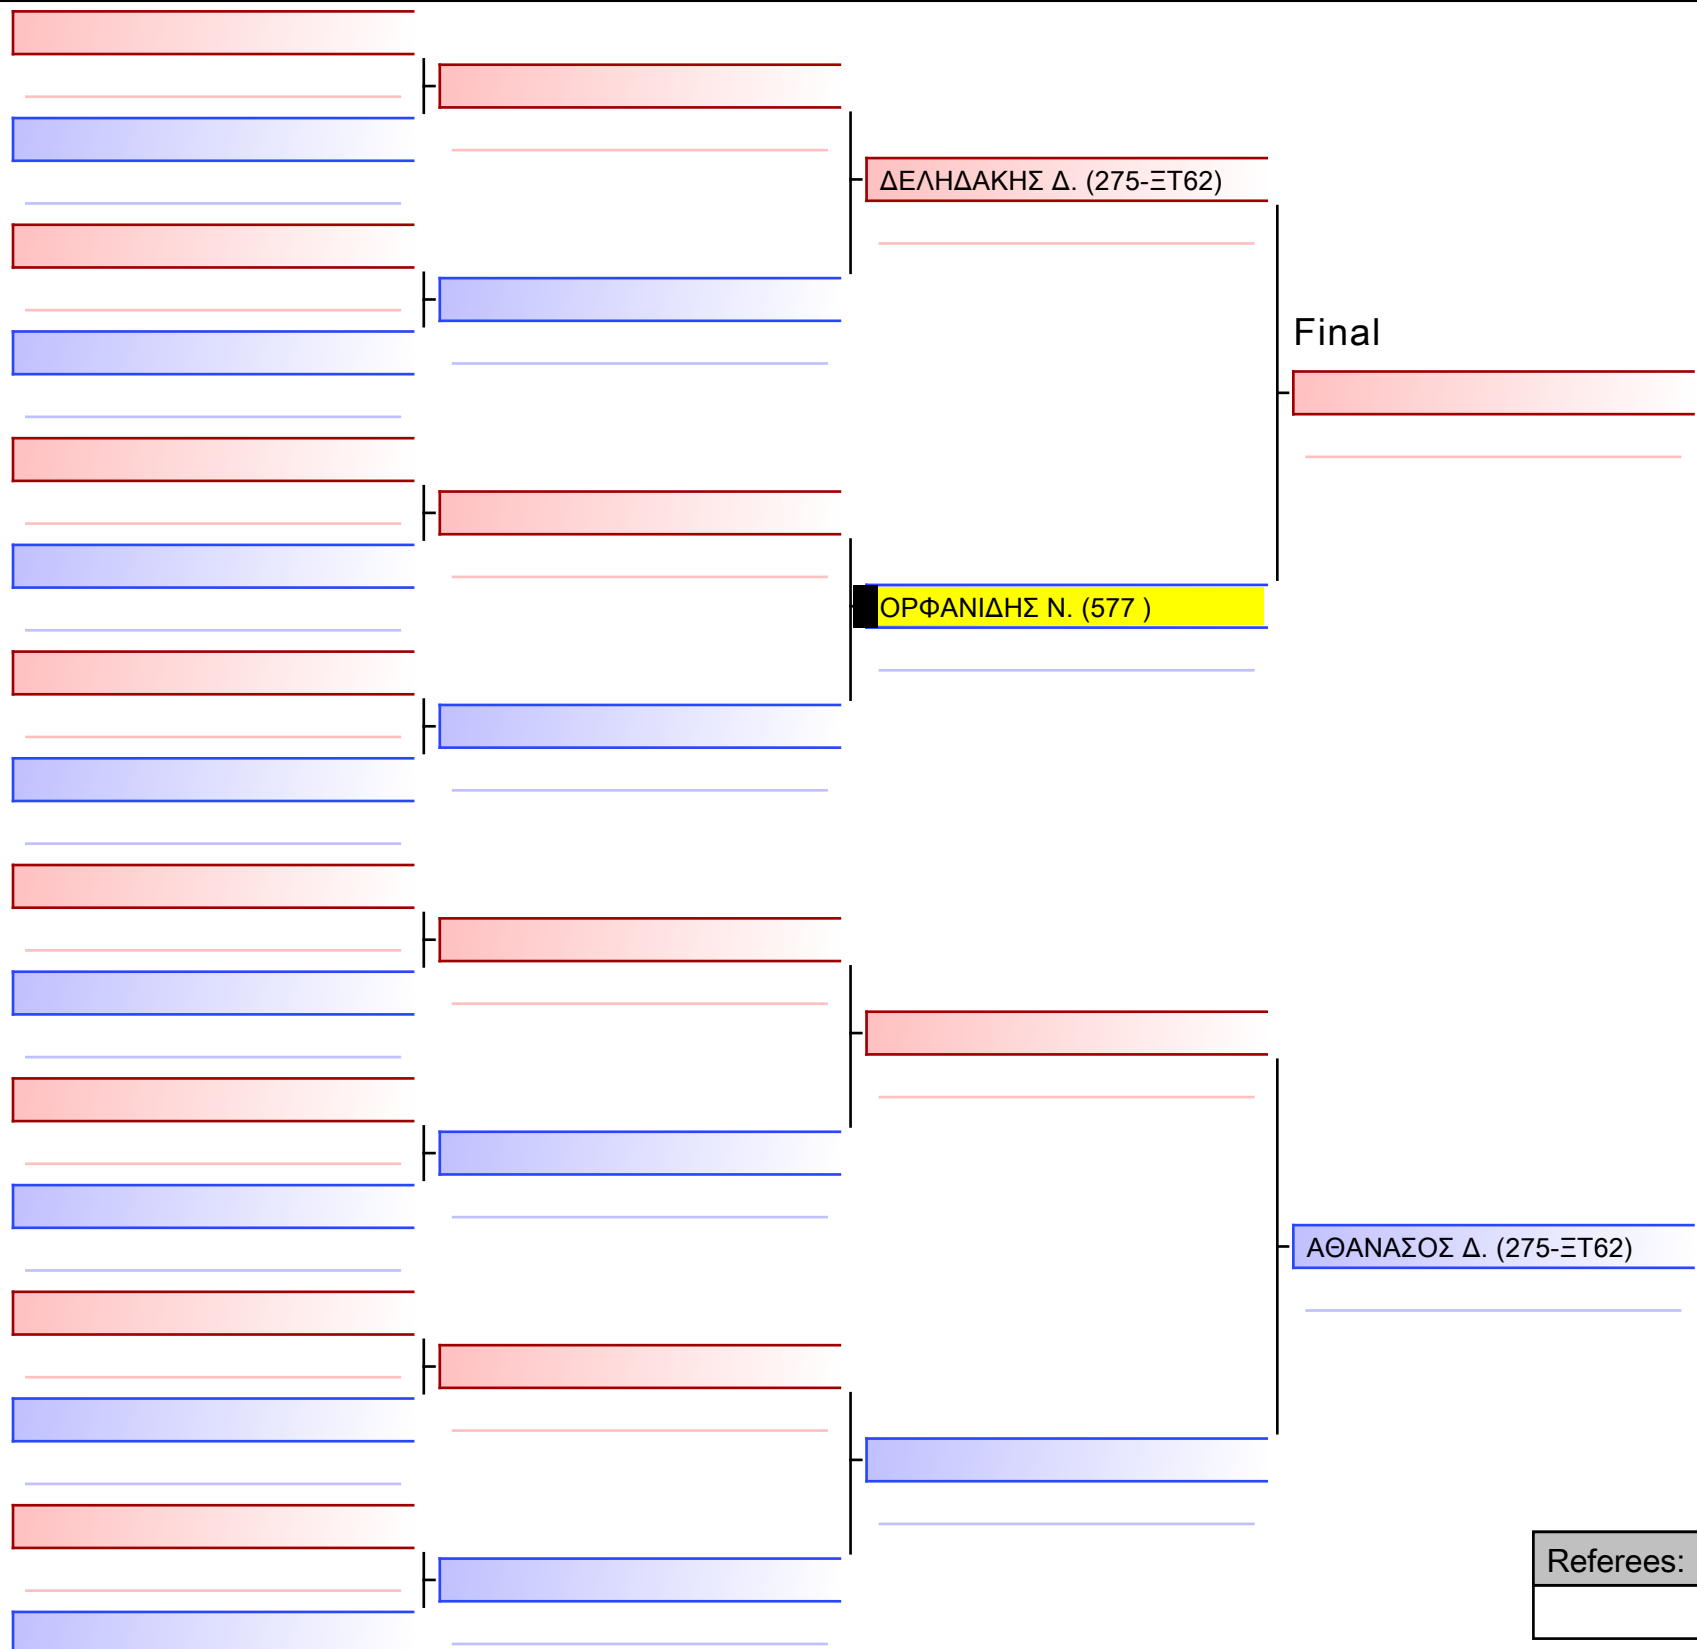 ΔΕΛΗΔΑΚΗΣ Δ. (275-ΞΤ62)
Final
ΟΡΦΑΝΙΔΗΣ Ν. (577 )
ΑΘΑΝΑΣΟΣ Δ. (275-ΞΤ62)
Referees: